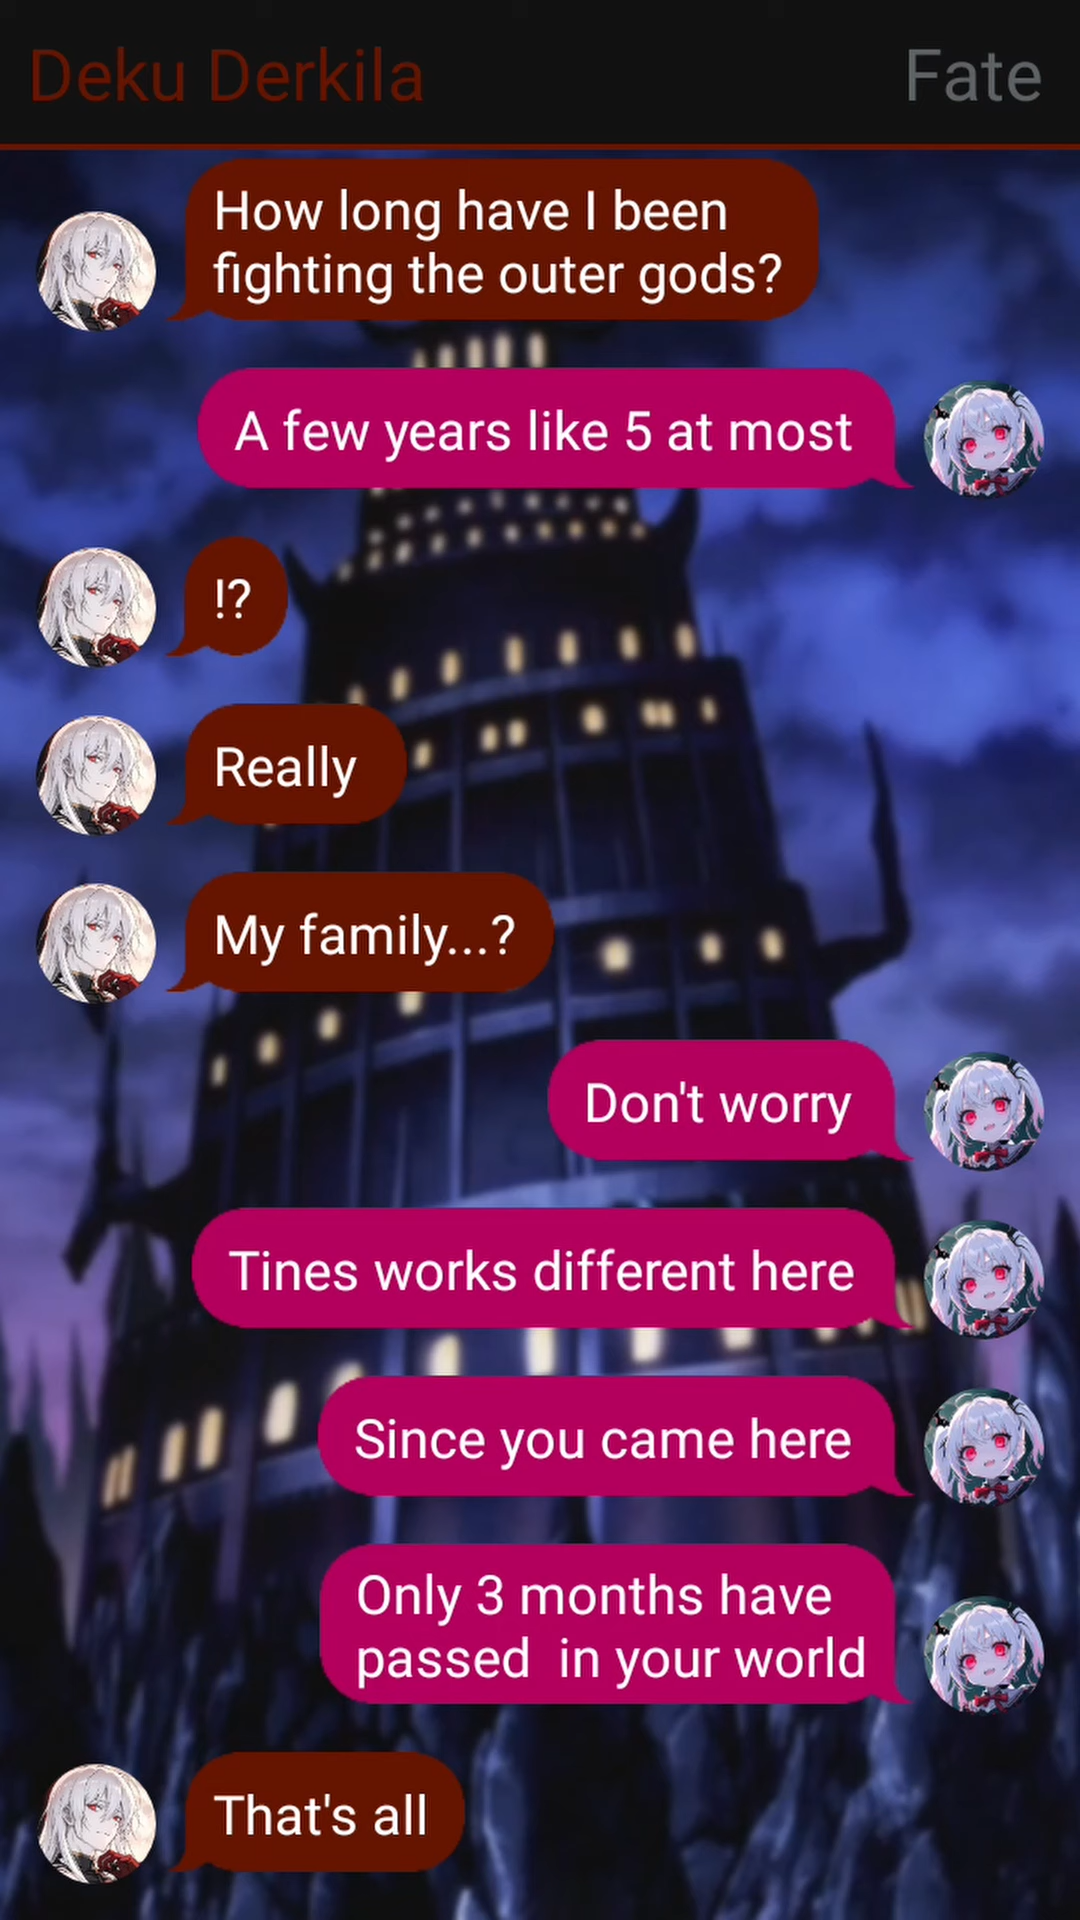 Deku Derkila
Fate
How long have I been
fighting the outer gods?
A few years like 5 at most
!?
Really
My family...?
Don't worry
Tines works different here
Since you came here
Only 3 months have
passed  in your world
That's all